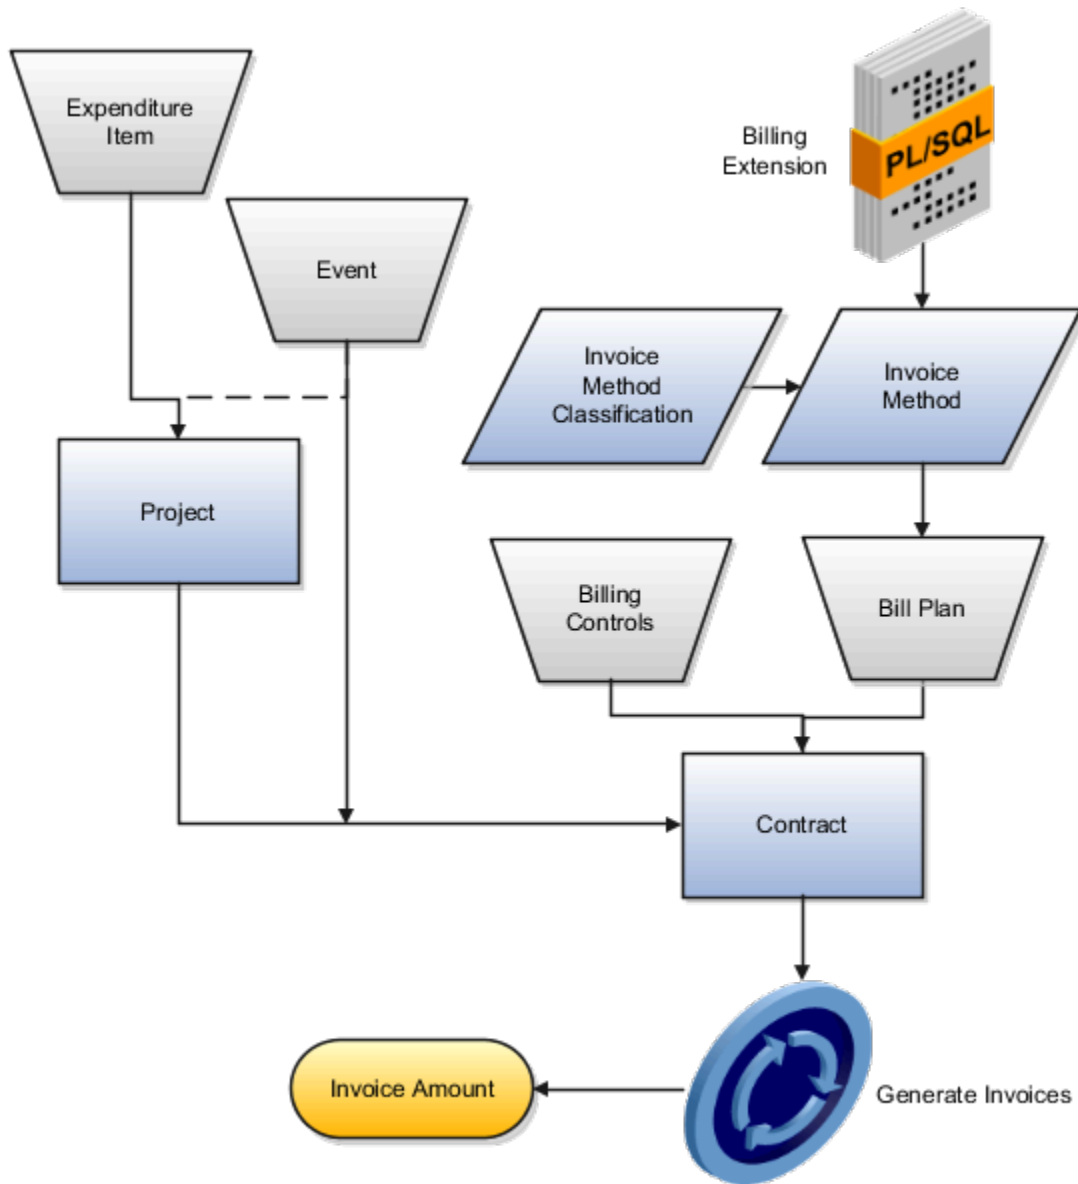 Expenditure
Item
Billing
Extension
PL/SQL
Event
Invoice
Method
Classification
Invoice
Method
Project
Billing
Controls
Bill Plan
Contract
Invoice Amount
Generate Invoices